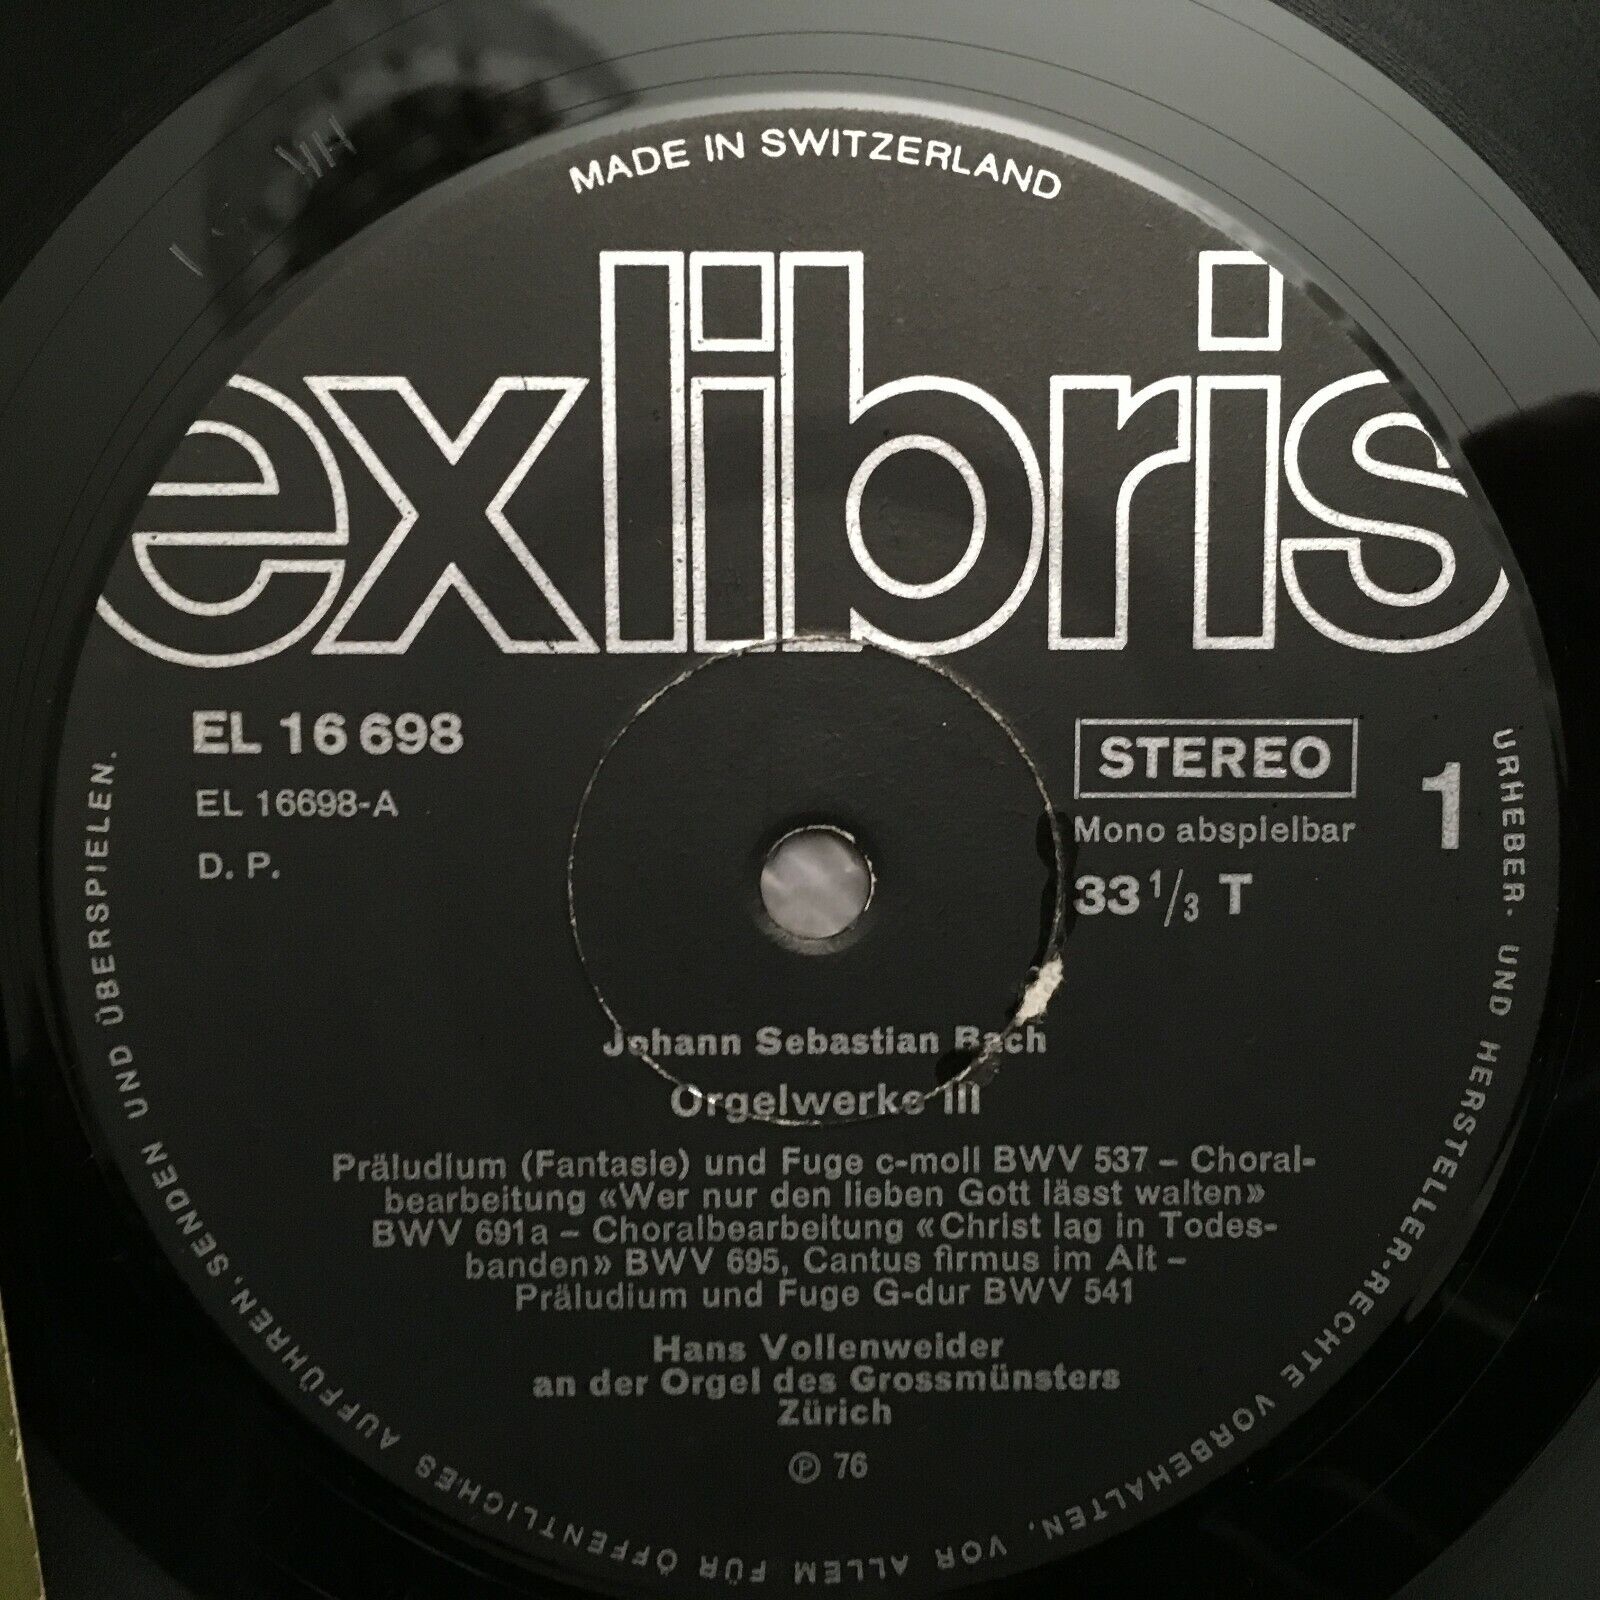 MADE IN SWITZERLAND
ex libris
EL 16 698
EL 16698-A
D. P.
STEREO
Mono abspielbar
33 1/3 T
1
Johann Sebastian Bach
Orgelwerke III
Präludium (Fantasie) und Fuge c-moll BWV 537 – Choral-
bearbeitung «Wer nur den lieben Gott lässt walten»
BWV 691a – Choralbearbeitung «Christ lag in Todes-
banden» BWV 695, Cantus firmus im Alt –
Präludium und Fuge G-dur BWV 541
Hans Vollenweider
an der Orgel des Grossmünsters
Zürich
℗ 76
URHEBER- UND HERSTELLER-RECHTE VORBEHALTEN, VOR ALLEM FÜR ÖFFENTLICHES AUFFÜHREN, SENDEN UND ÜBERSPIELEN.